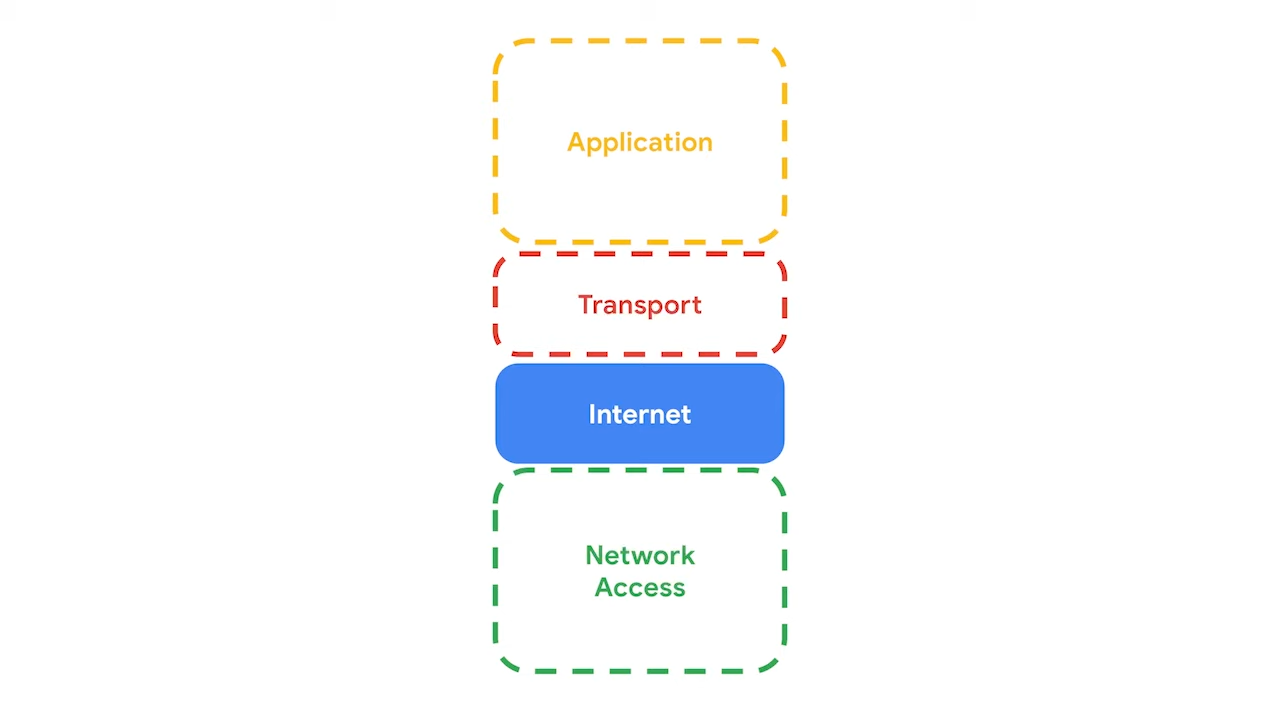 Application
Transport
Internet
Network
Access